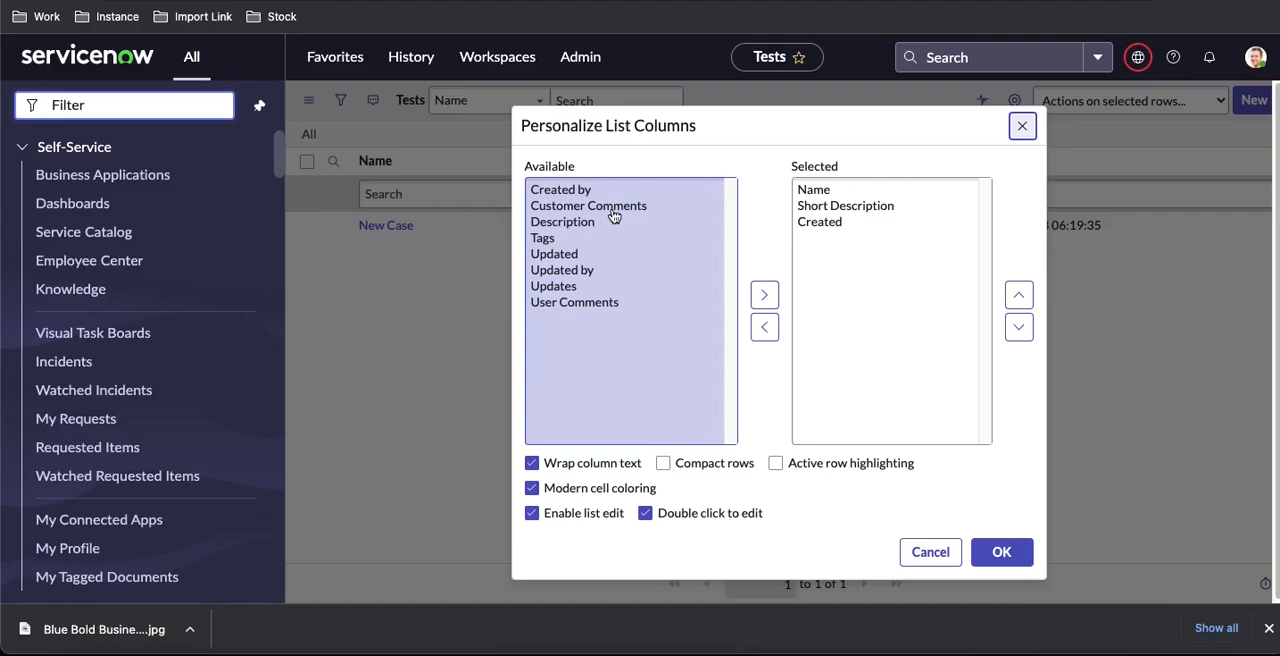 Work Instance Import Link Stock
servicenow All Favorites History Workspaces Admin Tests Search
Filter Tests Name Search Actions on selected rows... New
Personalize List Columns
All
Name
Search
New Case
06:19:35
Self-Service
Business Applications
Dashboards
Service Catalog
Employee Center
Knowledge
Visual Task Boards
Incidents
Watched Incidents
My Requests
Requested Items
Watched Requested Items
My Connected Apps
My Profile
My Tagged Documents
Available
Created by
Customer Comments
Description
Tags
Updated
Updated by
Updates
User Comments
Selected
Name
Short Description
Created
Wrap column text Compact rows Active row highlighting
Modern cell coloring
Enable list edit Double click to edit
Cancel OK
1 to 1 of 1
Blue Bold Busine....jpg Show all